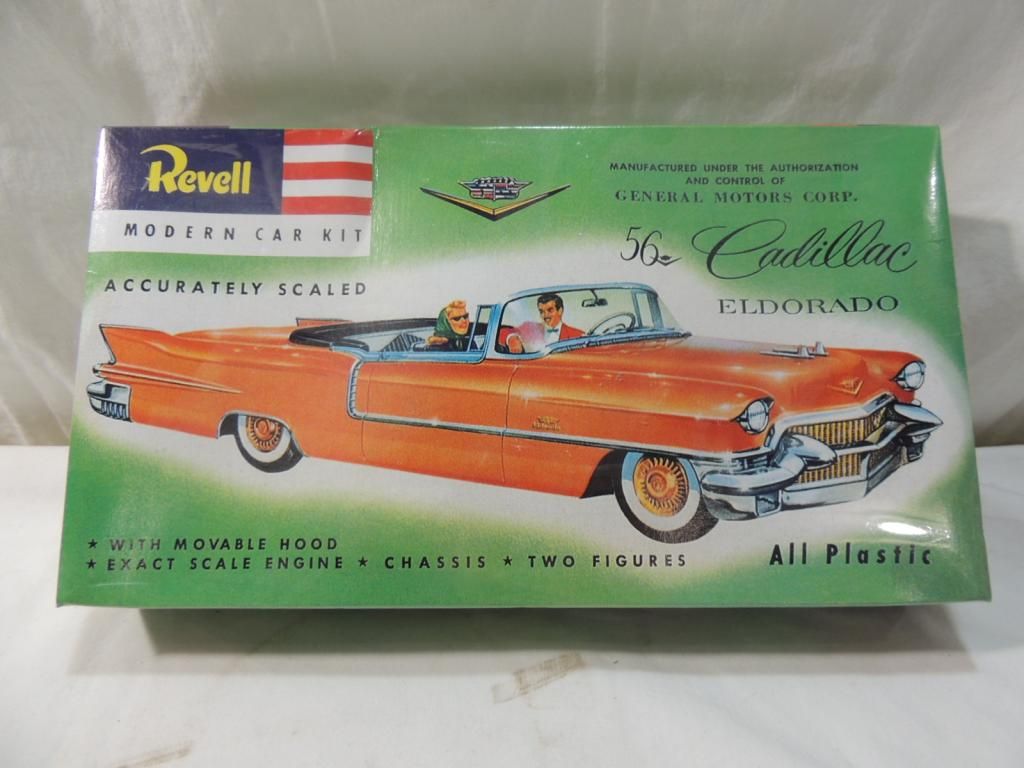 Revell
MODERN CAR KIT
ACCURATELY SCALED
MANUFACTURED UNDER THE AUTHORIZATION
AND CONTROL OF
GENERAL MOTORS CORP.
56 Cadillac
ELDORADO
★ WITH MOVABLE HOOD
★ EXACT SCALE ENGINE ★ CHASSIS ★ TWO FIGURES
All Plastic